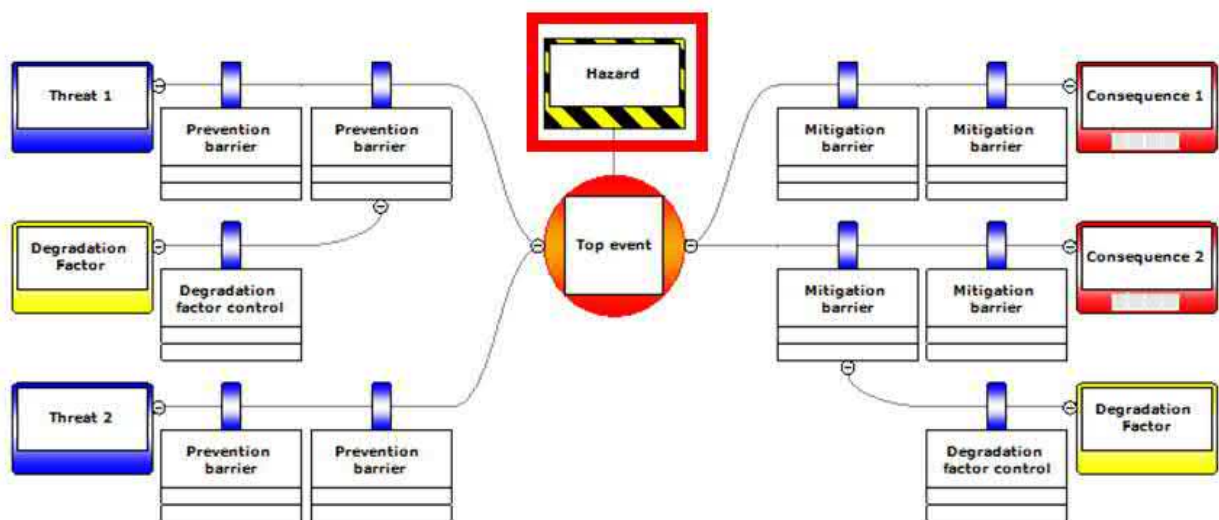 Hazard
Threat 1
Prevention
barrier
Prevention
barrier
Mitigation
barrier
Mitigation
barrier
Consequence 1
Degradation
Factor
Degradation
factor control
Top event
Mitigation
barrier
Mitigation
barrier
Consequence 2
Threat 2
Prevention
barrier
Prevention
barrier
Degradation
factor control
Degradation
Factor